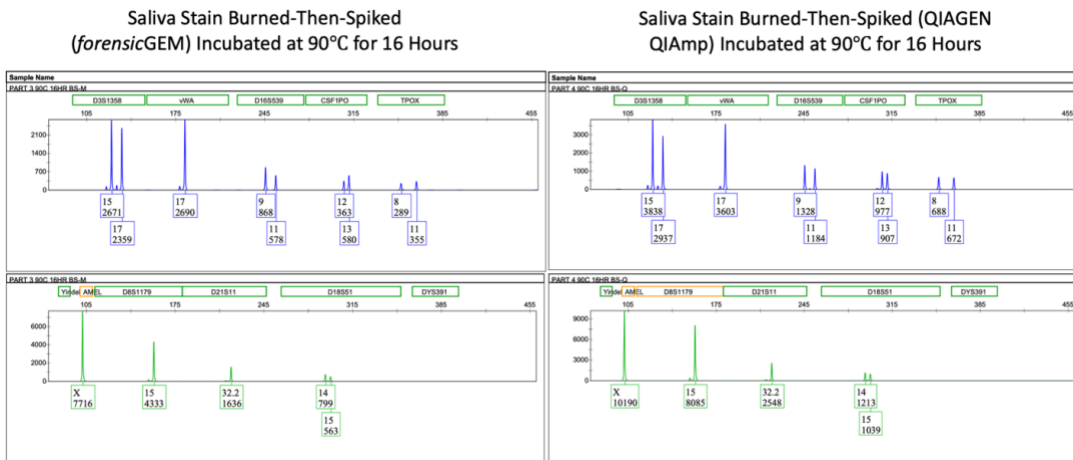 Saliva Stain Burned-Then-Spiked
(forensicGEM) Incubated at 90℃ for 16 Hours
Sample Name
PART 3 90C 16HR BS-M
D3S1358 vWA D16S539 CSF1PO TPOX
105 175 245 315 385 455
2100
1400
700
0
15 17 9 12 8
2671 2690 868 363 289
17 11 13 11
2359 578 580 355
PART 3 90C 16HR BS-M
Yindel AMEL D8S1179 D21S11 D18S51 DYS391
105 175 245 315 385 455
6000
4000
2000
0
X 15 32.2 14
7716 4333 1636 799
15
563
Saliva Stain Burned-Then-Spiked (QIAGEN
QIAmp) Incubated at 90℃ for 16 Hours
Sample Name
PART 4 90C 16HR BS-Q
D3S1358 vWA D16S539 CSF1PO TPOX
105 175 245 315 385 455
3000
2000
1000
0
15 17 9 12 8
3838 3603 1328 977 688
17 11 13 11
2937 1184 907 672
PART 4 90C 16HR BS-Q
AMEL D8S1179 D21S11 D18S51 DYS391
105 175 245 315 385 455
9000
6000
3000
0
X 15 32.2 14
10190 8085 2548 1213
15
1039